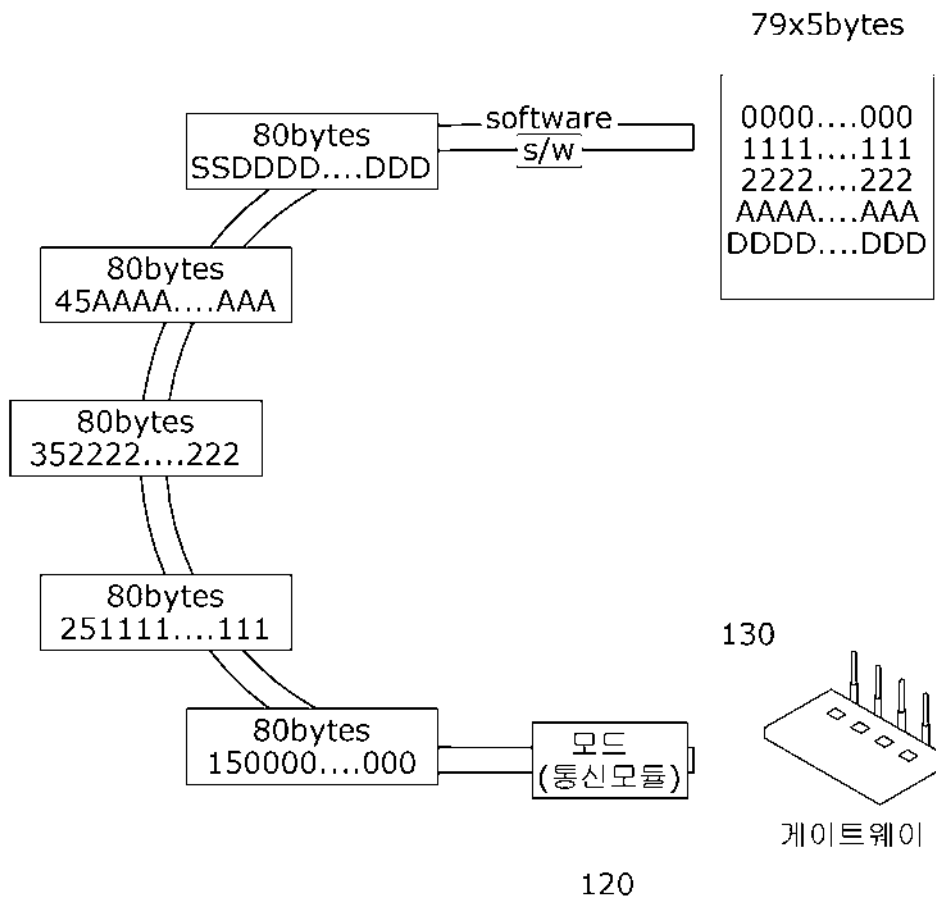 79x5bytes
0000....000
1111....111
2222....222
AAAA....AAA
DDDD....DDD
software
s/w
80bytes
SSDDDD....DDD
80bytes
45AAAA....AAA
80bytes
352222....222
80bytes
251111....111
80bytes
150000....000
모드
(통신모듈)
120
130
게이트웨이